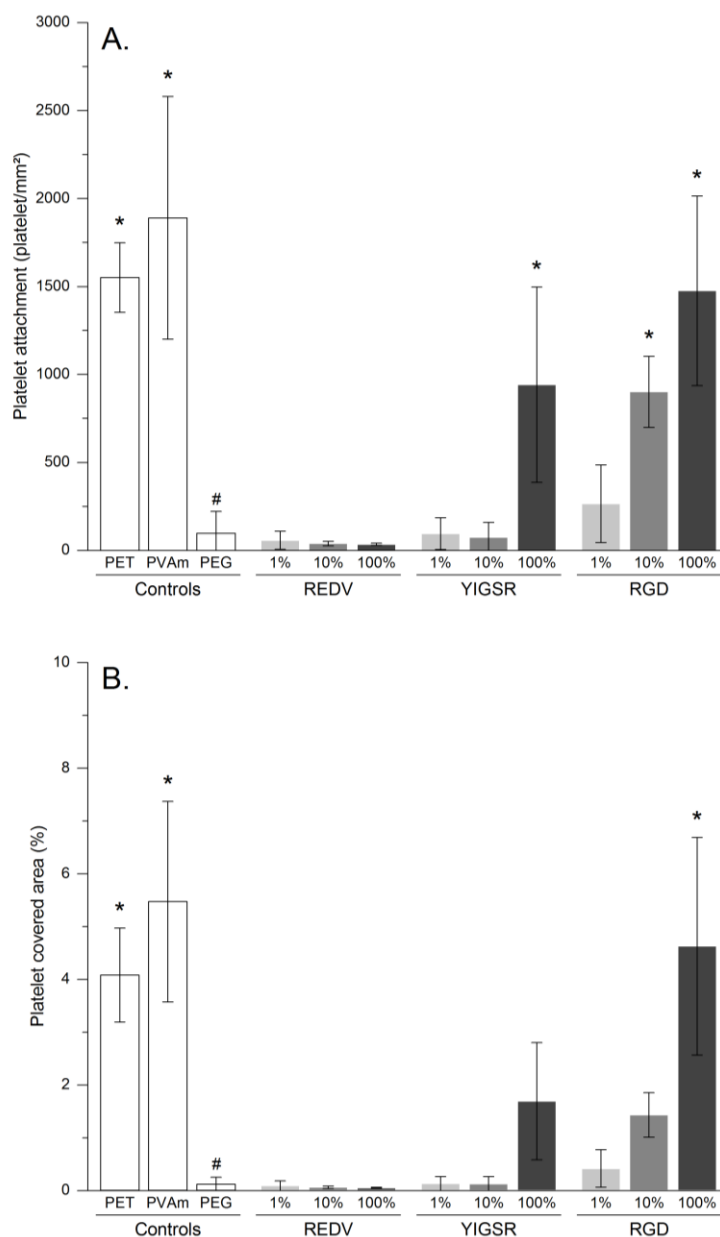 A.
Platelet attachment (platelet/mm²)
3000
2500
2000
1500
1000
500
0
* * # * * *
PET PVAm PEG 1% 10% 100% 1% 10% 100% 1% 10% 100%
Controls REDV YIGSR RGD
B.
Platelet covered area (%)
10
8
6
4
2
0
* * # *
PET PVAm PEG 1% 10% 100% 1% 10% 100% 1% 10% 100%
Controls REDV YIGSR RGD